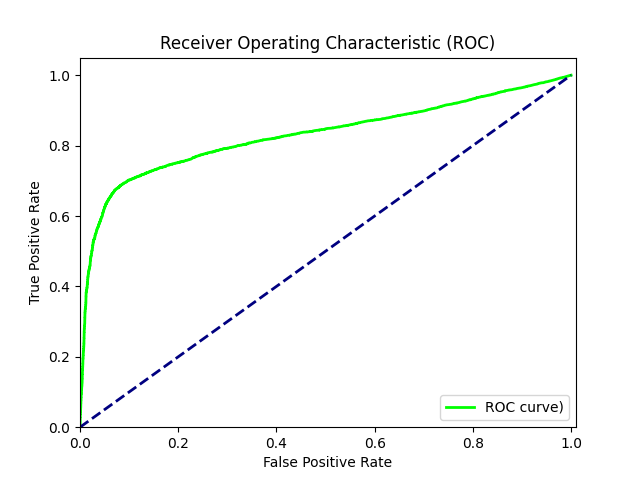 Receiver Operating Characteristic (ROC)
True Positive Rate
1.0
0.8
0.6
0.4
0.2
0.0
0.0 0.2 0.4 0.6 0.8 1.0
False Positive Rate
ROC curve)